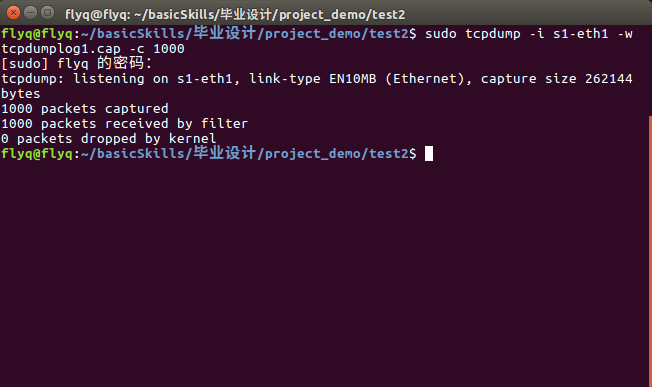 flyq@flyq: ~/basicSkills/毕业设计/project_demo/test2
flyq@flyq:~/basicSkills/毕业设计/project_demo/test2$ sudo tcpdump -i s1-eth1 -w
tcpdumplog1.cap -c 1000
[sudo] flyq 的密码：
tcpdump: listening on s1-eth1, link-type EN10MB (Ethernet), capture size 262144
bytes
1000 packets captured
1000 packets received by filter
0 packets dropped by kernel
flyq@flyq:~/basicSkills/毕业设计/project_demo/test2$